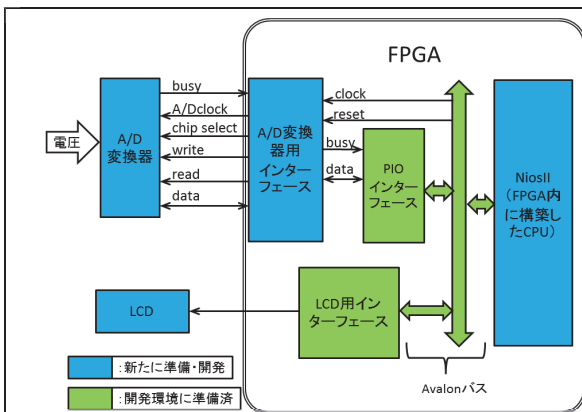 FPGA
busy
A/Dclock
chip select
write
read
data
電圧
A/D
変換器
A/D変換
器用
インター
フェース
clock
reset
busy
data
PIO
インター
フェース
NiosII
（FPGA内
に構築し
たCPU）
LCD
LCD用イン
ターフェース
Avalonバス
：新たに準備・開発
：開発環境に準備済